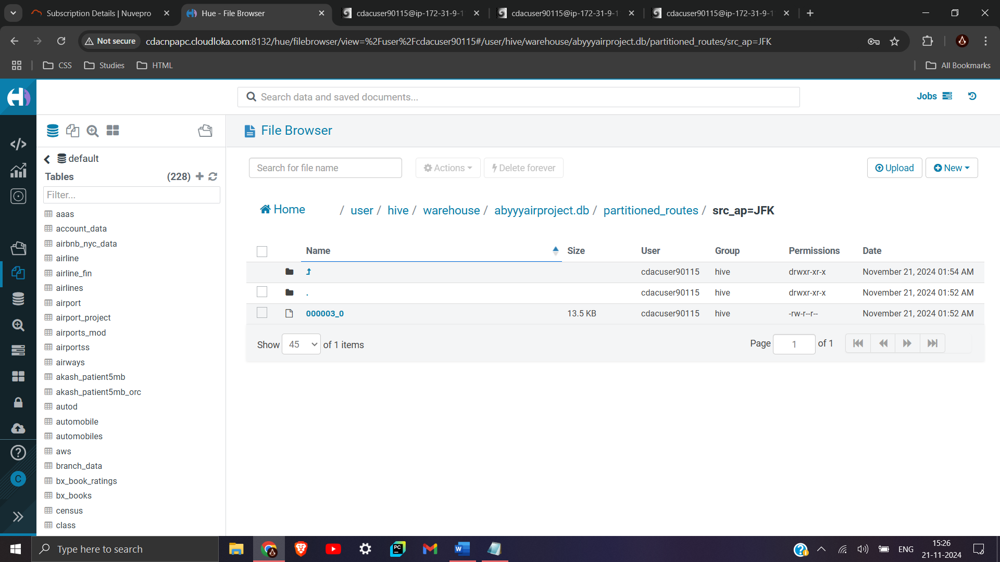 Subscription Details | Nuvepro
Hue - File Browser
cdacuser90115@ip-172-31-9-1
cdacuser90115@ip-172-31-9-1
cdacuser90115@ip-172-31-9-1
Not secure
cdacnpapc.cloudloka.com:8132/hue/filebrowser/view=%2Fuser%2Fcdacuser90115#/user/hive/warehouse/abyyyairproject.db/partitioned_routes/src_ap=JFK
CSS
Studies
HTML
All Bookmarks
Search data and saved documents...
Jobs
File Browser
default
Tables (228)
Filter...
aaas
account_data
airbnb_nyc_data
airline
airline_fin
airlines
airport
airport_project
airports_mod
airportss
airways
akash_patient5mb
akash_patient5mb_orc
autod
automobile
automobiles
aws
branch_data
bx_book_ratings
bx_books
census
class
C
Search for file name
Actions
Delete forever
Upload
New
Home / user / hive / warehouse / abyyyairproject.db / partitioned_routes / src_ap=JFK
Name Size User Group Permissions Date
cdacuser90115 hive drwxr-xr-x November 21, 2024 01:54 AM
. cdacuser90115 hive drwxr-xr-x November 21, 2024 01:52 AM
000003_0 13.5 KB cdacuser90115 hive -rw-r--r-- November 21, 2024 01:52 AM
Show 45 of 1 items
Page 1 of 1
Type here to search
PC
W
ENG
15:26
21-11-2024